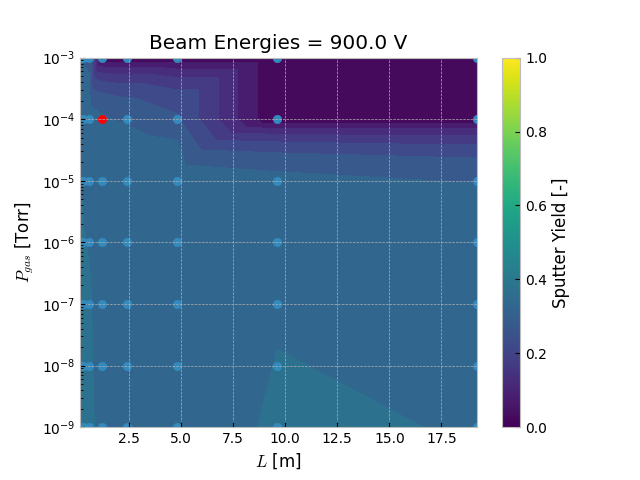 Beam Energies = 900.0 V
10⁻³
10⁻⁴
10⁻⁵
10⁻⁶
10⁻⁷
10⁻⁸
10⁻⁹
P_gas [Torr]
2.5 5.0 7.5 10.0 12.5 15.0 17.5
L [m]
1.0
0.8
0.6
0.4
0.2
0.0
Sputter Yield [-]